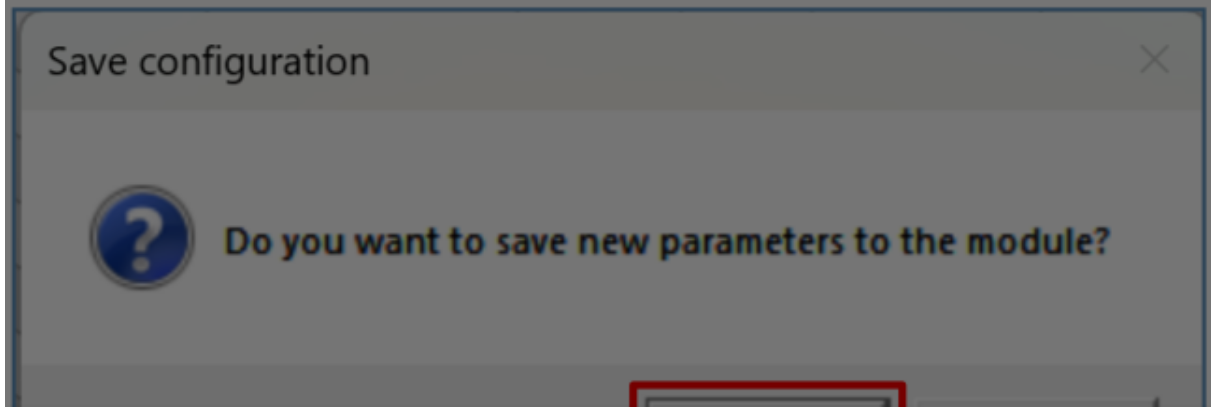 Save configuration
Do you want to save new parameters to the module?